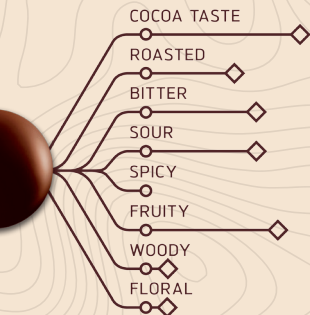 COCOA TASTE
ROASTED
BITTER
SOUR
SPICY
FRUITY
WOODY
FLORAL